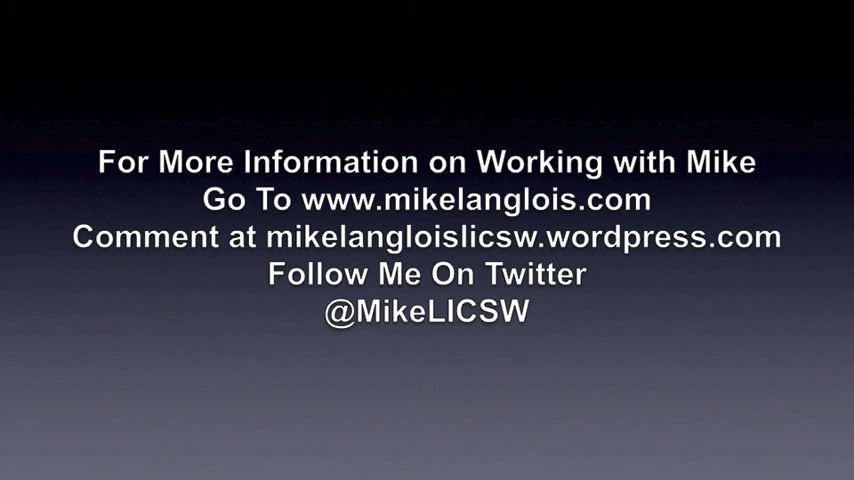 For More Information on Working with Mike
Go To www.mikelanglois.com
Comment at mikelangloislicsw.wordpress.com
Follow Me On Twitter
@MikeLICSW